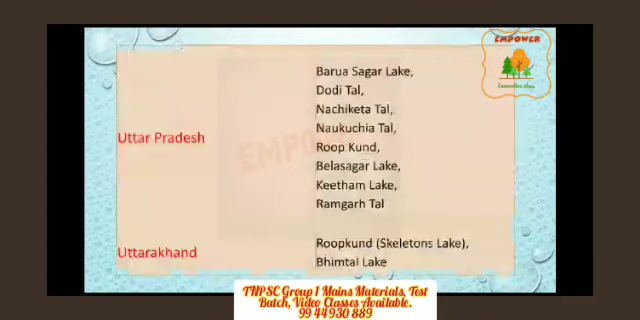 EMPOWER
Innovative ideas
Barua Sagar Lake,
Dodi Tal,
Nachiketa Tal,
Naukuchia Tal,
Uttar Pradesh
Roop Kund,
Belasagar Lake,
Keetham Lake,
Ramgarh Tal
Uttarakhand
Roopkund (Skeletons Lake),
Bhimtal Lake
TNPSC Group 1 Mains Materials, Test
Batch, Video Classes Available.
99 44 930 889